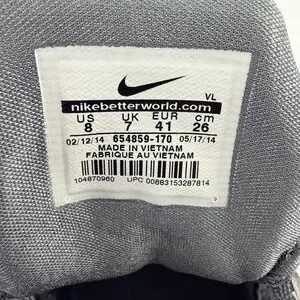 VL
nikebetterworld.com
US UK EUR cm
8 7 41 26
02/12/14 654859-170 05/17/14
MADE IN VIETNAM
FABRIQUE AU VIETNAM
104870960 UPC 00883153287814